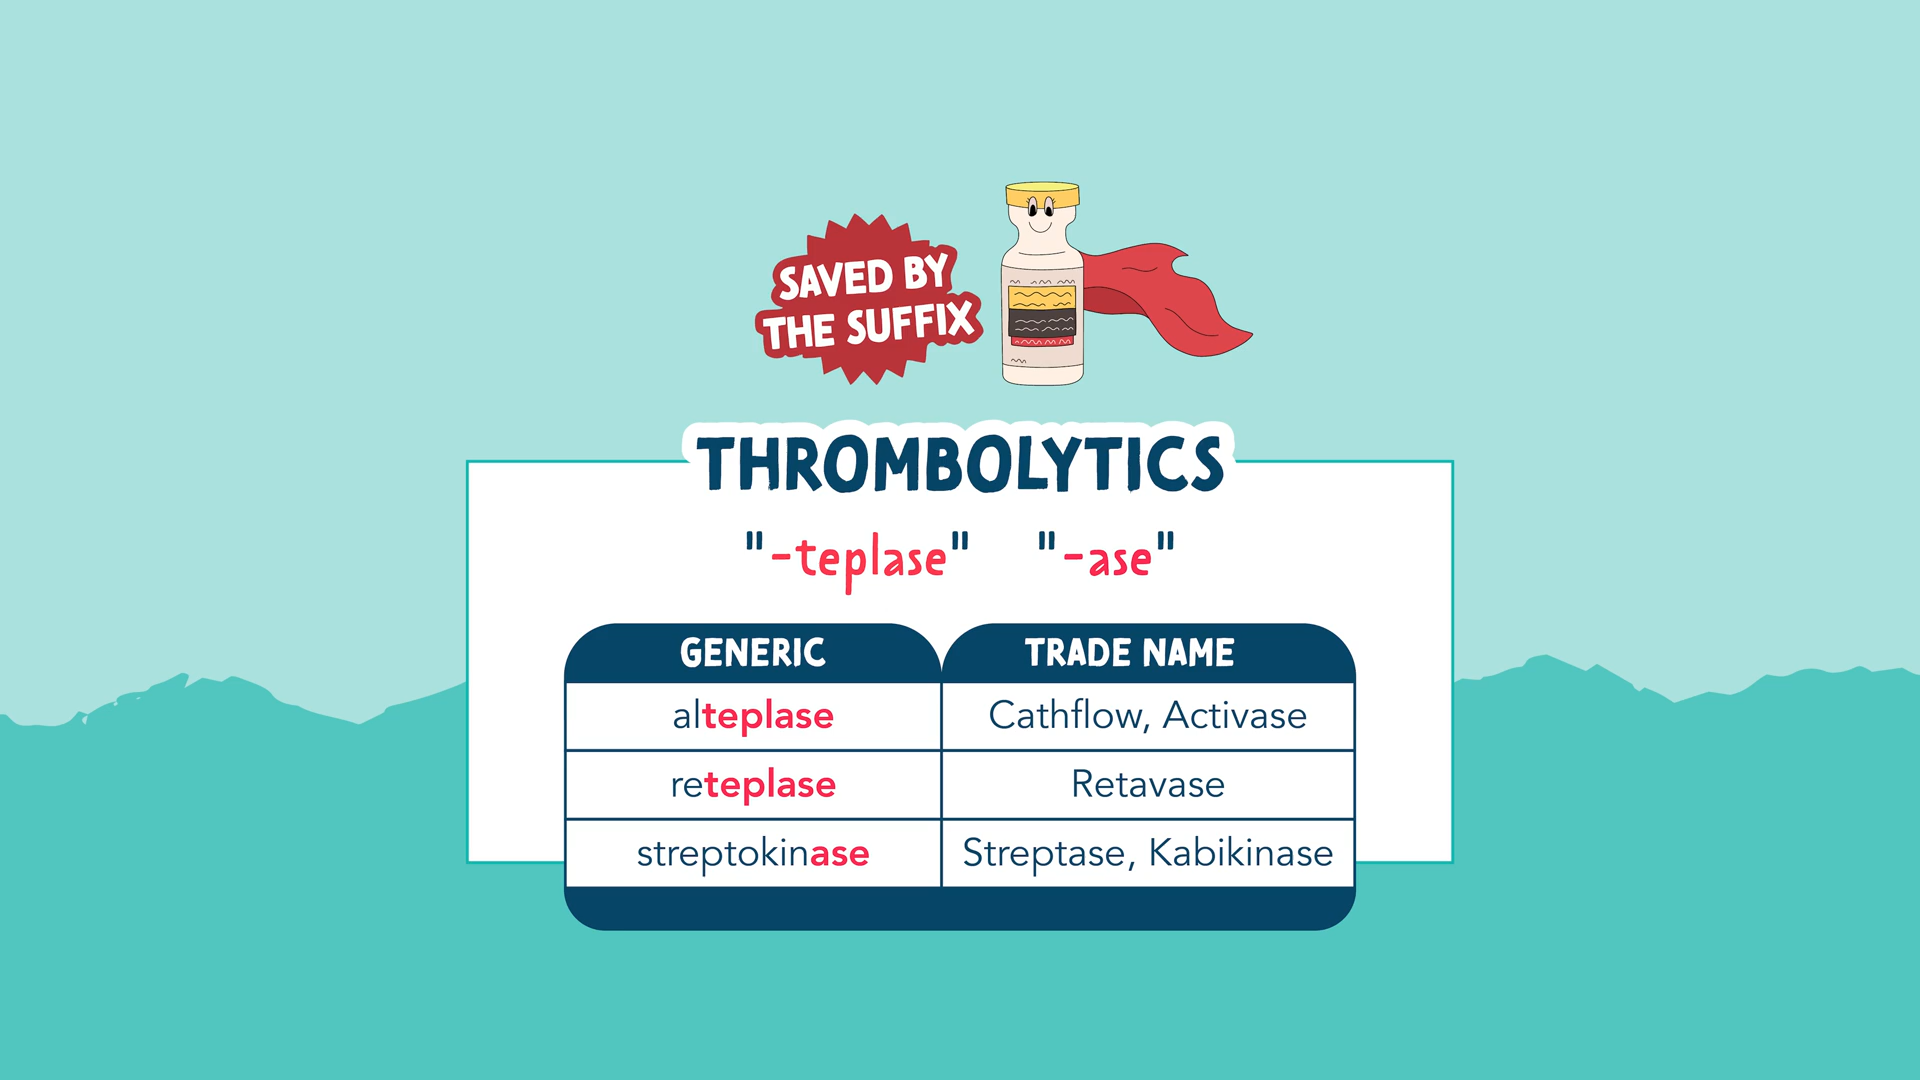 SAVED BY
THE SUFFIX
THROMBOLYTICS
"-teplase" "-ase"
GENERIC TRADE NAME
alteplase Cathflow, Activase
reteplase Retavase
streptokinase Streptase, Kabikinase